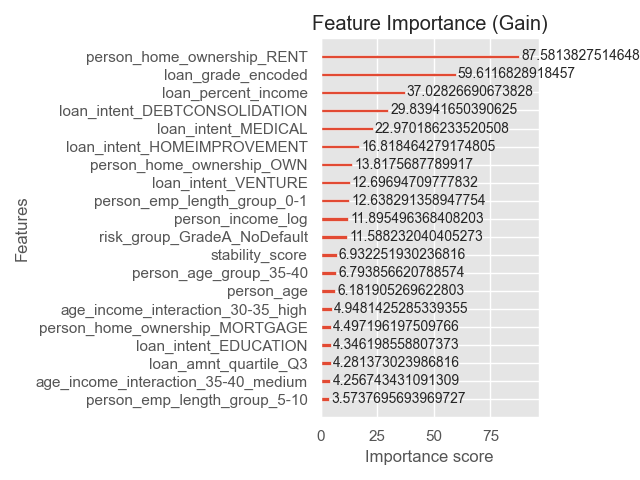 Feature Importance (Gain)
person_home_ownership_RENT 87.5813827514648
loan_grade_encoded 59.6116828918457
loan_percent_income 37.02826690673828
loan_intent_DEBTCONSOLIDATION 29.83941650390625
loan_intent_MEDICAL 22.970186233520508
loan_intent_HOMEIMPROVEMENT 16.818464279174805
person_home_ownership_OWN 13.8175687789917
loan_intent_VENTURE 12.69694709777832
person_emp_length_group_0-1 12.638291358947754
person_income_log 11.895496368408203
risk_group_GradeA_NoDefault 11.588232040405273
stability_score 6.932251930236816
person_age_group_35-40 6.793856620788574
person_age 6.181905269622803
age_income_interaction_30-35_high 4.9481425285339355
person_home_ownership_MORTGAGE 4.497196197509766
loan_intent_EDUCATION 4.346198558807373
loan_amnt_quartile_Q3 4.281373023986816
age_income_interaction_35-40_medium 4.256743431091309
person_emp_length_group_5-10 3.5737695693969727
Features
0 25 50 75
Importance score